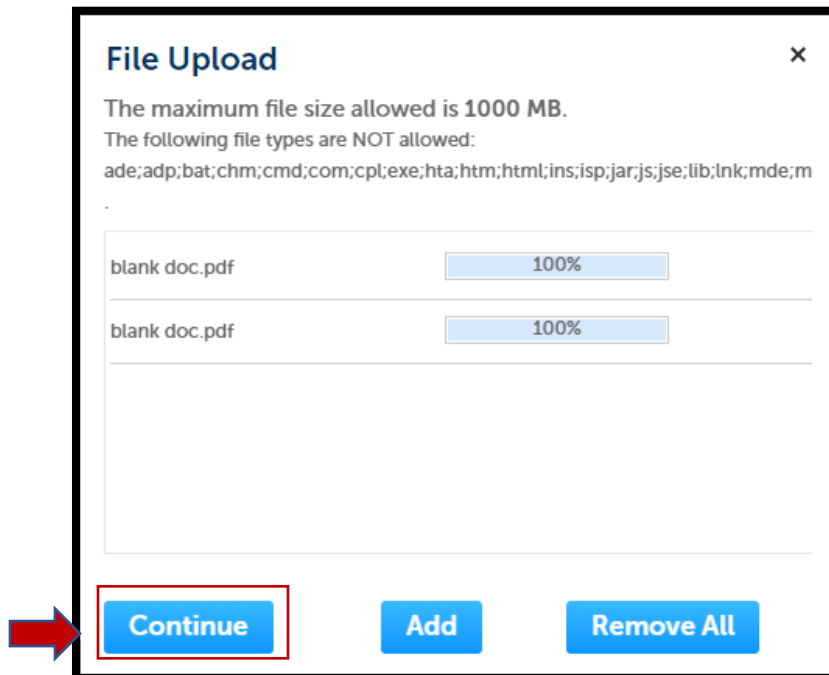 File Upload ×
The maximum file size allowed is 1000 MB.
The following file types are NOT allowed:
ade;adp;bat;chm;cmd;com;cpl;exe;hta;htm;html;ins;isp;jar;js;jse;lib;lnk;mde;m
.
blank doc.pdf 100%
blank doc.pdf 100%
Continue Add Remove All